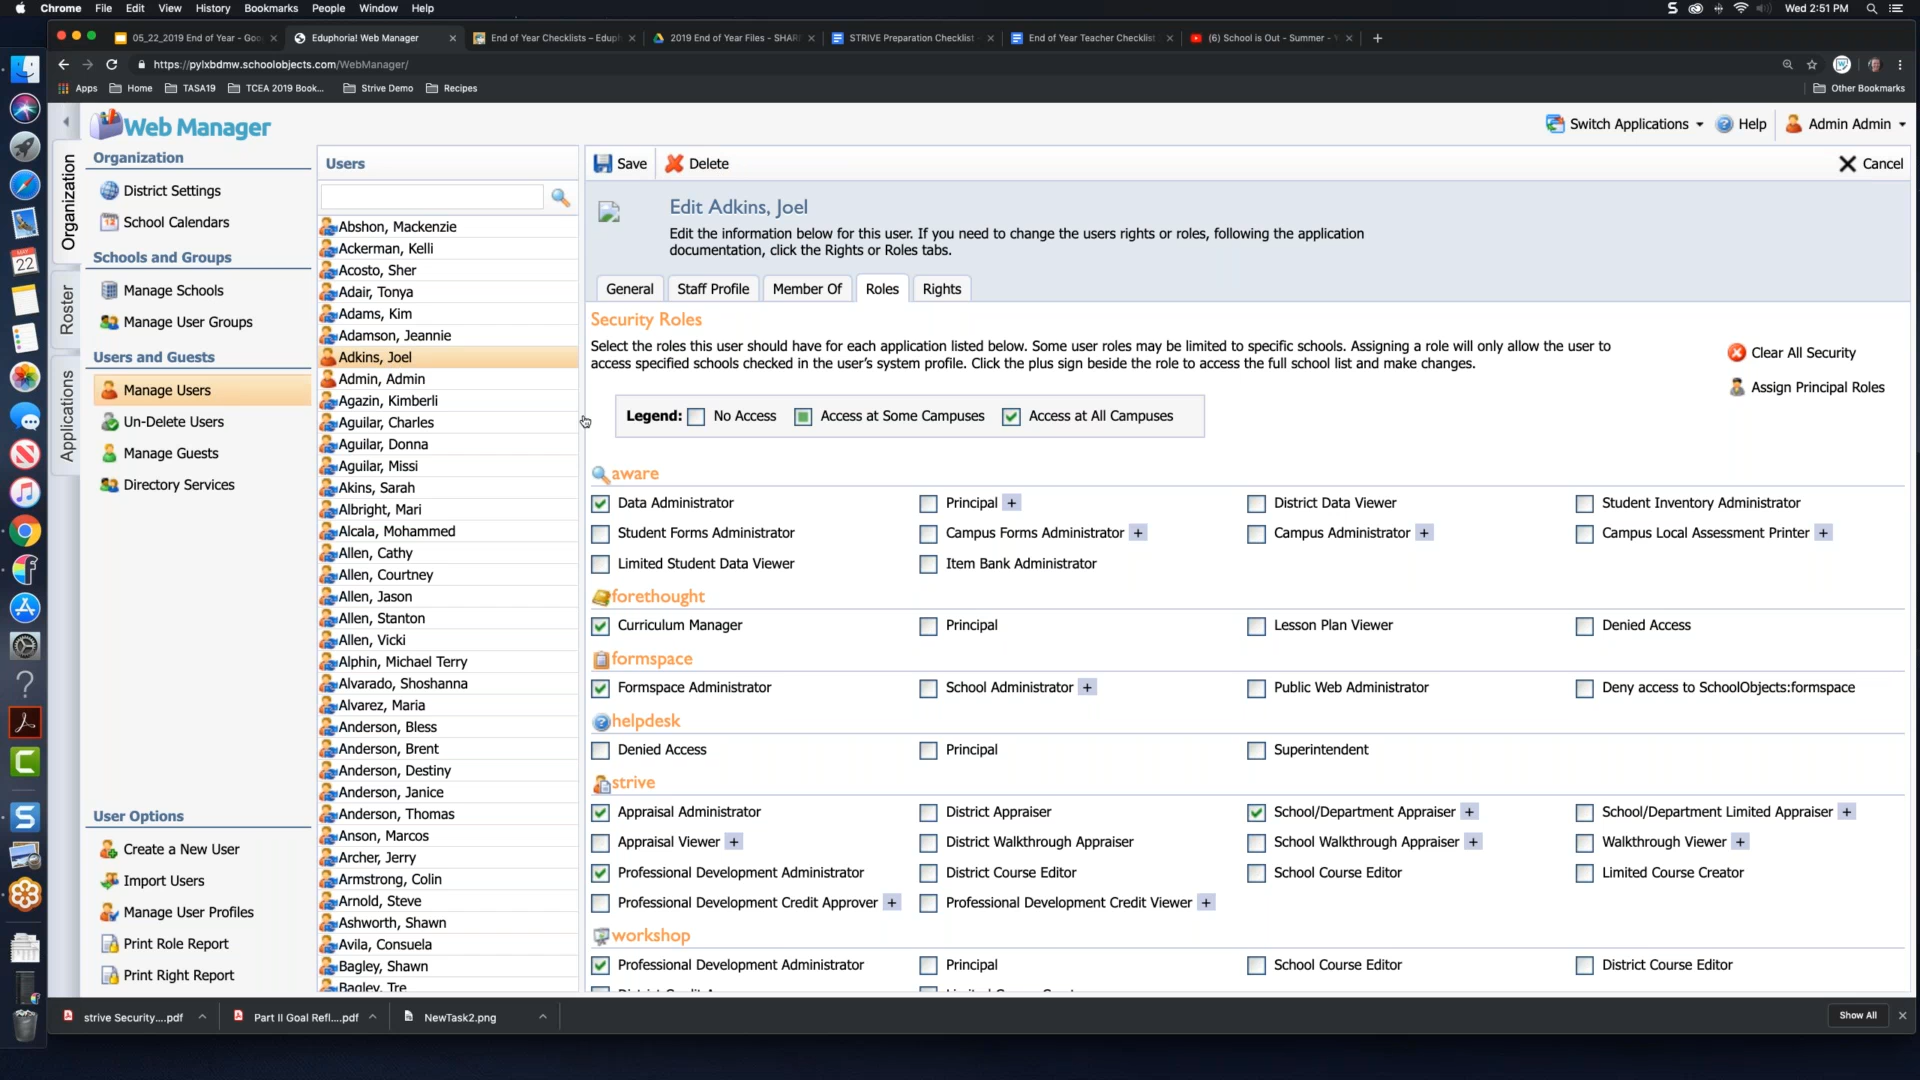 Chrome File Edit View History Bookmarks People Window Help
Wed 2:51 PM
05_22_2019 End of Year - Goo
Eduphoria! Web Manager
End of Year Checklists – Eduph
2019 End of Year Files - SHAR
STRIVE Preparation Checklist
End of Year Teacher Checklist
(6) School is Out - Summer -
https://pylxbdmw.schoolobjects.com/WebManager/
Apps Home TASA19 TCEA 2019 Book... Strive Demo Recipes Other Bookmarks
Web Manager
Switch Applications Help Admin Admin
Organization
Roster
Applications
Organization
District Settings
School Calendars
Schools and Groups
Manage Schools
Manage User Groups
Users and Guests
Manage Users
Un-Delete Users
Manage Guests
Directory Services
User Options
Create a New User
Import Users
Manage User Profiles
Print Role Report
Print Right Report
Users
Abshon, Mackenzie
Ackerman, Kelli
Acosto, Sher
Adair, Tonya
Adams, Kim
Adamson, Jeannie
Adkins, Joel
Admin, Admin
Agazin, Kimberli
Aguilar, Charles
Aguilar, Donna
Aguilar, Missi
Akins, Sarah
Albright, Mari
Alcala, Mohammed
Allen, Cathy
Allen, Courtney
Allen, Jason
Allen, Stanton
Allen, Vicki
Alphin, Michael Terry
Alvarado, Shoshanna
Alvarez, Maria
Anderson, Bless
Anderson, Brent
Anderson, Destiny
Anderson, Janice
Anderson, Thomas
Anson, Marcos
Archer, Jerry
Armstrong, Colin
Arnold, Steve
Ashworth, Shawn
Avila, Consuela
Bagley, Shawn
Bagley, Tre
Save Delete Cancel
Edit Adkins, Joel
Edit the information below for this user. If you need to change the users rights or roles, following the application
documentation, click the Rights or Roles tabs.
General Staff Profile Member Of Roles Rights
Security Roles
Select the roles this user should have for each application listed below. Some user roles may be limited to specific schools. Assigning a role will only allow the user to
access specified schools checked in the user's system profile. Click the plus sign beside the role to access the full school list and make changes.
Clear All Security
Assign Principal Roles
Legend: No Access Access at Some Campuses Access at All Campuses
aware
Data Administrator Principal + District Data Viewer Student Inventory Administrator
Student Forms Administrator Campus Forms Administrator + Campus Administrator + Campus Local Assessment Printer +
Limited Student Data Viewer Item Bank Administrator
forethought
Curriculum Manager Principal Lesson Plan Viewer Denied Access
formspace
Formspace Administrator School Administrator + Public Web Administrator Deny access to SchoolObjects:formspace
helpdesk
Denied Access Principal Superintendent
strive
Appraisal Administrator District Appraiser School/Department Appraiser + School/Department Limited Appraiser +
Appraisal Viewer + District Walkthrough Appraiser School Walkthrough Appraiser + Walkthrough Viewer +
Professional Development Administrator District Course Editor School Course Editor Limited Course Creator
Professional Development Credit Approver + Professional Development Credit Viewer +
workshop
Professional Development Administrator Principal School Course Editor District Course Editor
strive Security....pdf Part II Goal Refl....pdf NewTask2.png Show All